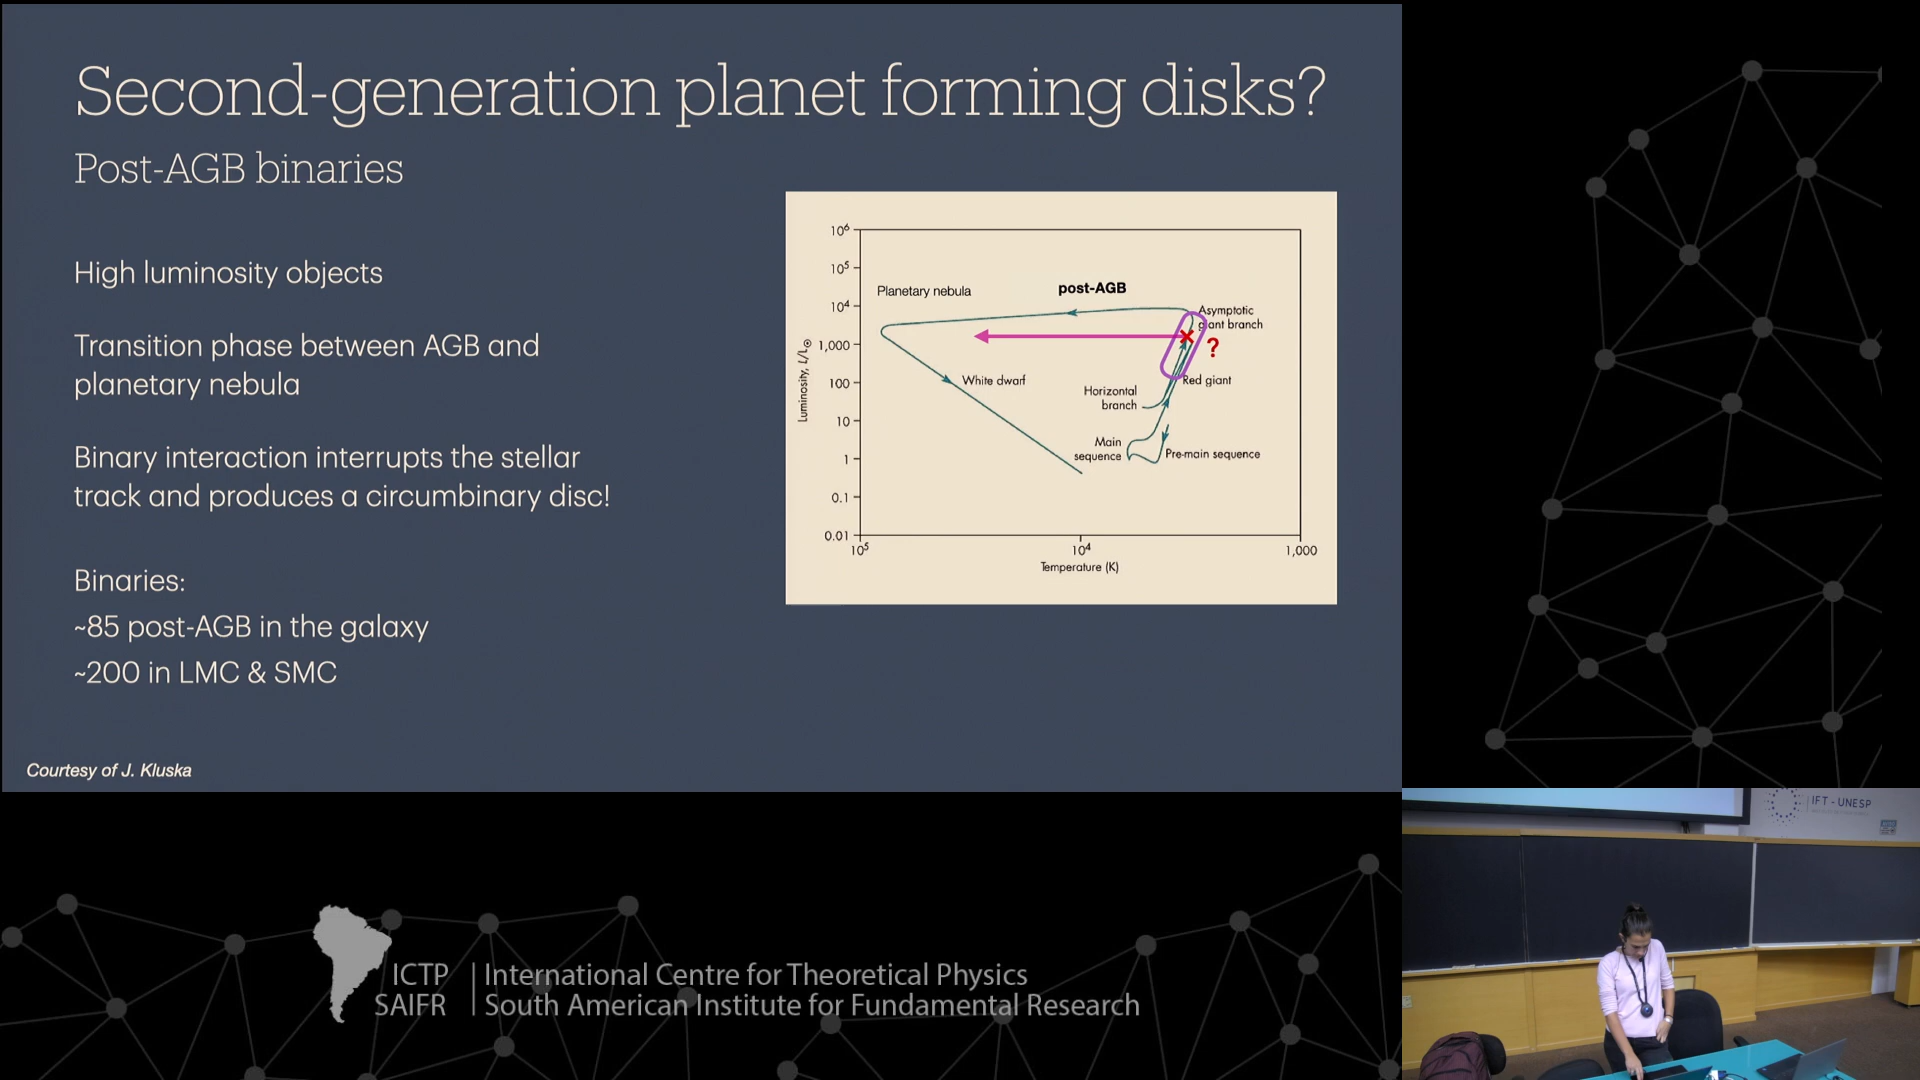 Second-generation planet forming disks?
Post-AGB binaries
High luminosity objects
Transition phase between AGB and
planetary nebula
Binary interaction interrupts the stellar
track and produces a circumbinary disc!
Binaries:
~85 post-AGB in the galaxy
~200 in LMC & SMC
Courtesy of J. Kluska
10⁶
10⁵
10⁴
1,000
100
10
1
0.1
0.01
Luminosity, L/L⊙
Planetary nebula
post-AGB
Asymptotic
giant branch
?
White dwarf
Red giant
Horizontal
branch
Main
sequence
Pre-main sequence
10⁵
10⁴
1,000
Temperature (K)
IFT - UNESP
ICTP
SAIFR
International Centre for Theoretical Physics
South American Institute for Fundamental Research